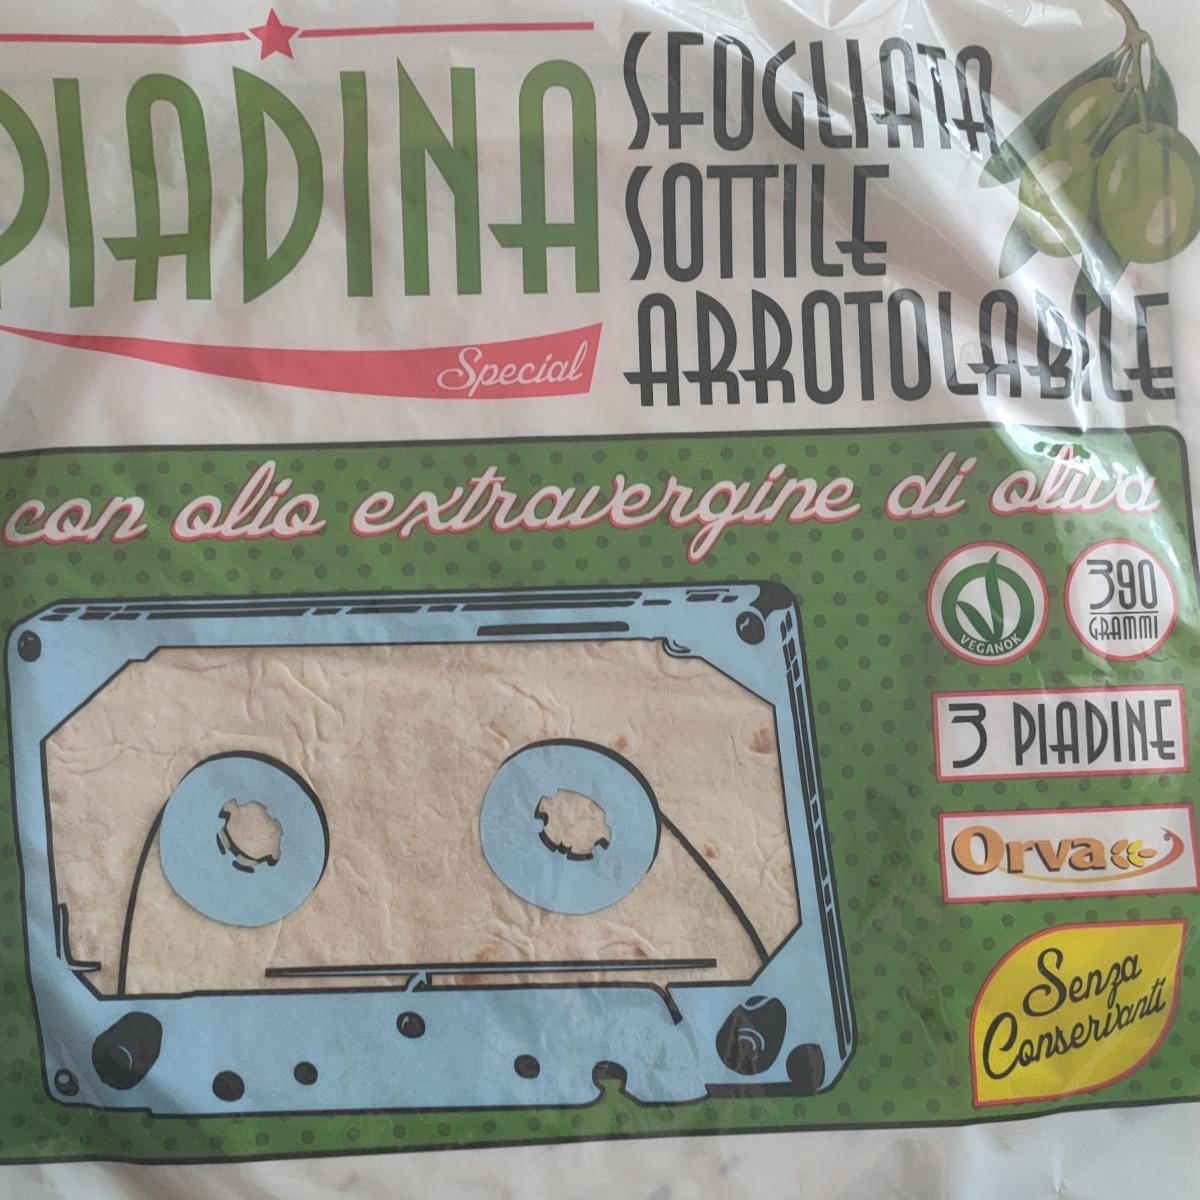 PIADINA
Special
SFOGLIATA
SOTTILE
ARROTOLABILE
con olio extravergine di oliva
VEGANOK
390
GRAMMI
3 PIADINE
Orva
Senza
Conservanti